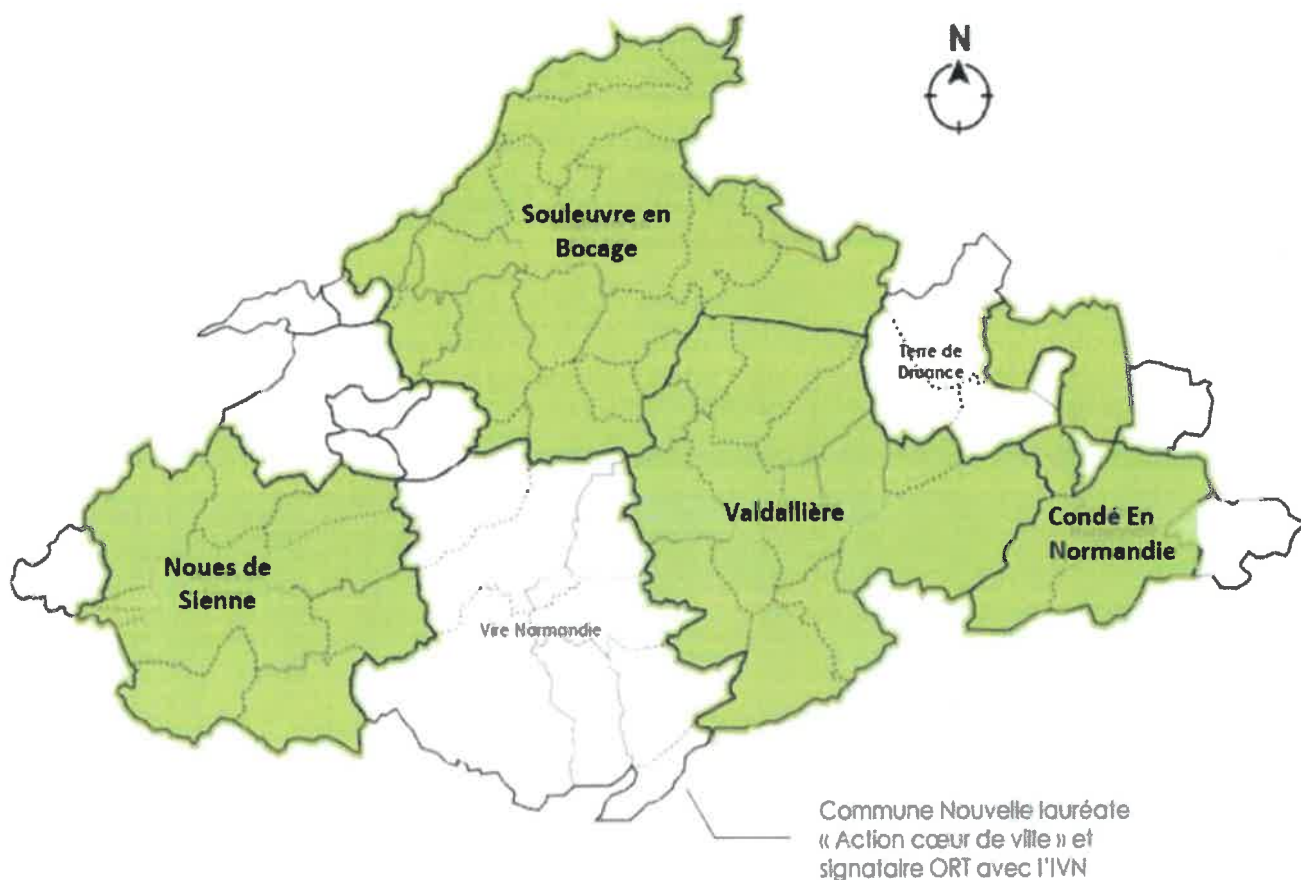 N
Souleuvre en
Bocage
Terre de
Druance
Valdallière
Condé En
Normandie
Noues de
Sienne
Vire Normandie
Commune Nouvelle lauréate
« Action cœur de ville » et
signataire ORT avec l'IVN